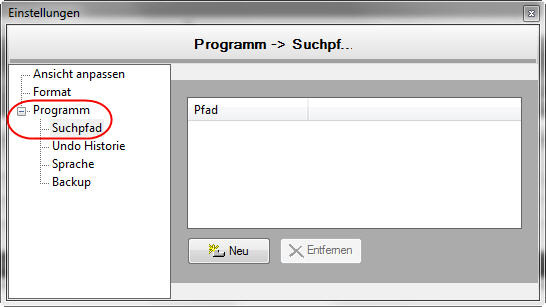 Einstellungen
Programm -> Suchpf...
Ansicht anpassen
Format
Programm
Suchpfad
Undo Historie
Sprache
Backup
Pfad
Neu
Entfernen